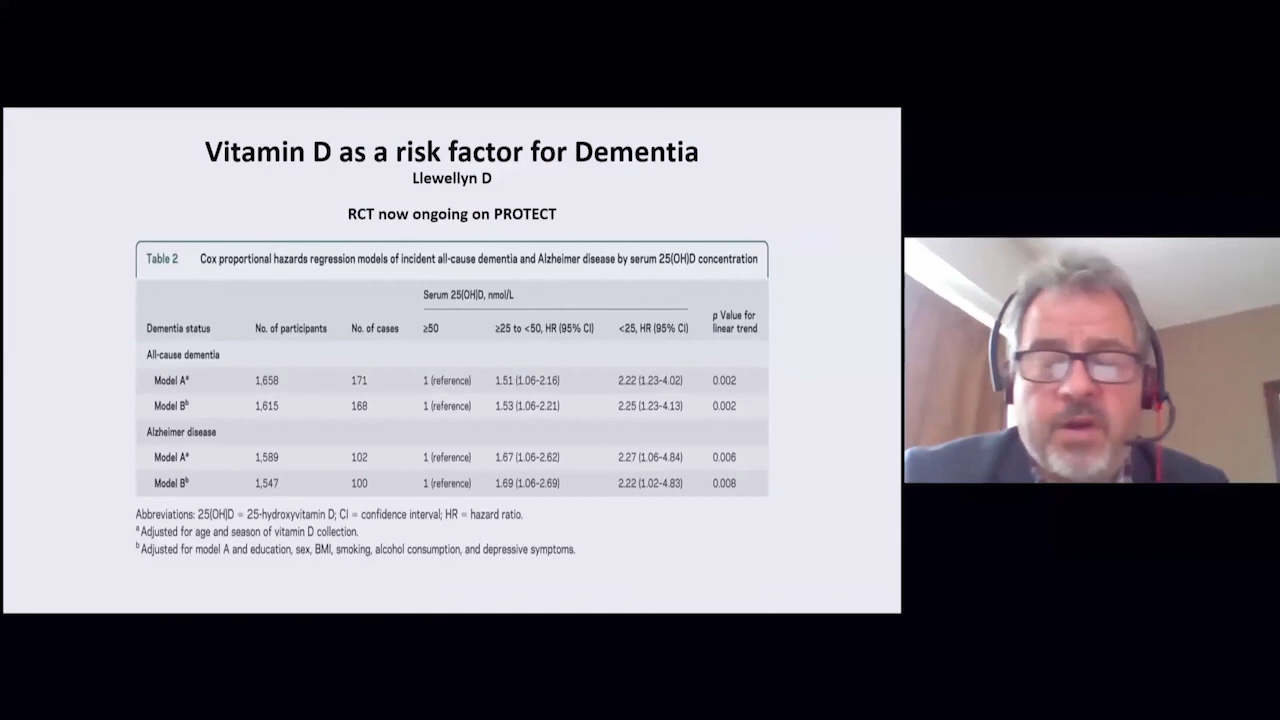 Vitamin D as a risk factor for Dementia
Llewellyn D
RCT now ongoing on PROTECT
Table 2 Cox proportional hazards regression models of incident all-cause dementia and Alzheimer disease by serum 25(OH)D concentration
Serum 25(OH)D, nmol/L
Dementia status No. of participants No. of cases ≥50 ≥25 to <50, HR (95% CI) <25, HR (95% CI) p Value for linear trend
All-cause dementia
Model Aᵃ 1,658 171 1 (reference) 1.51 (1.06-2.16) 2.22 (1.23-4.02) 0.002
Model Bᵇ 1,615 168 1 (reference) 1.53 (1.06-2.21) 2.25 (1.23-4.13) 0.002
Alzheimer disease
Model Aᵃ 1,589 102 1 (reference) 1.67 (1.06-2.62) 2.27 (1.06-4.84) 0.006
Model Bᵇ 1,547 100 1 (reference) 1.69 (1.06-2.69) 2.22 (1.02-4.83) 0.008
Abbreviations: 25(OH)D = 25-hydroxyvitamin D; CI = confidence interval; HR = hazard ratio.
ᵃ Adjusted for age and season of vitamin D collection.
ᵇ Adjusted for model A and education, sex, BMI, smoking, alcohol consumption, and depressive symptoms.